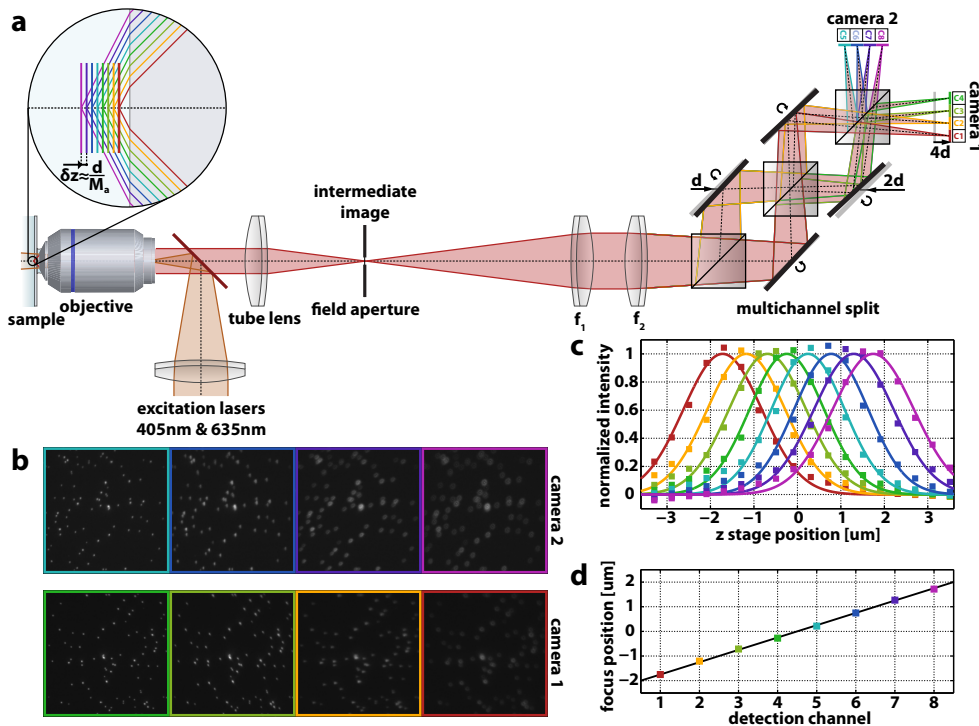 a
camera 2
C5
C6
C7
C8
C4
C3
C2
C1
camera 1
4d
d
2d
δz≈ d
Mₐ
intermediate
image
sample
objective
tube lens
field aperture
f₁
f₂
multichannel split
excitation lasers
405nm & 635nm
b
camera 2
camera 1
c
normalized intensity
1
0.8
0.6
0.4
0.2
0
−3
−2
−1
0
1
2
3
z stage position [um]
d
focus position [um]
2
1
0
−1
−2
1
2
3
4
5
6
7
8
detection channel